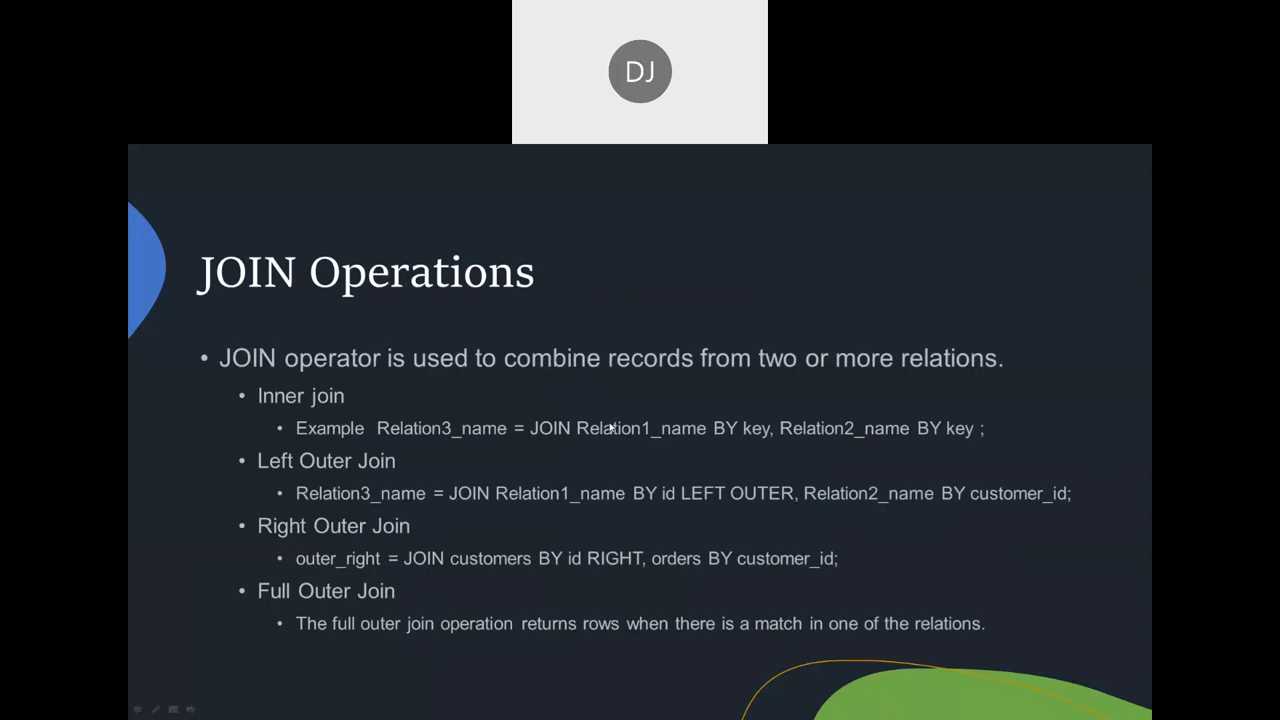 DJ
JOIN Operations
• JOIN operator is used to combine records from two or more relations.
• Inner join
• Example Relation3_name = JOIN Relation1_name BY key, Relation2_name BY key ;
• Left Outer Join
• Relation3_name = JOIN Relation1_name BY id LEFT OUTER, Relation2_name BY customer_id;
• Right Outer Join
• outer_right = JOIN customers BY id RIGHT, orders BY customer_id;
• Full Outer Join
• The full outer join operation returns rows when there is a match in one of the relations.